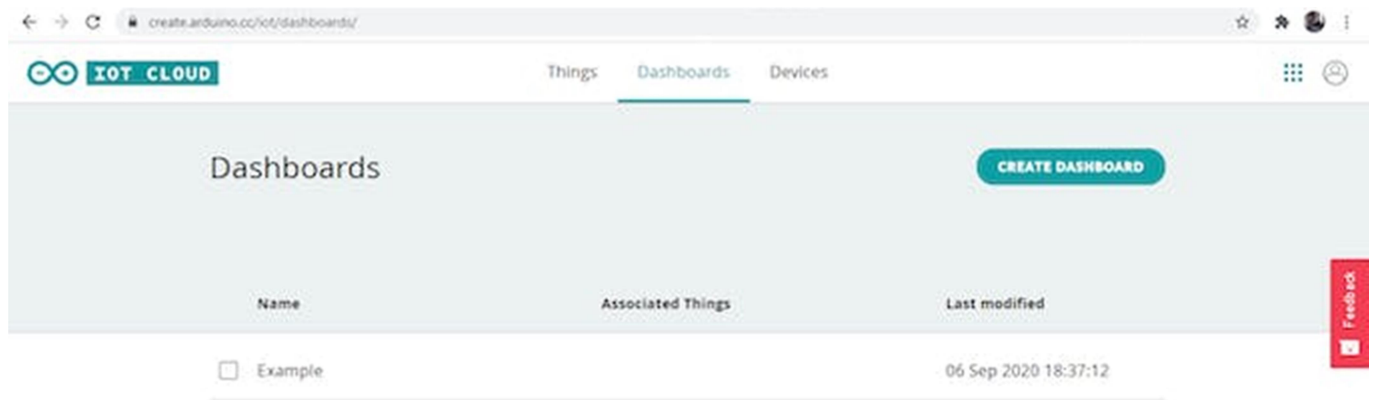 create.arduino.cc/iot/dashboards/
IOT CLOUD
Things Dashboards Devices
Dashboards
CREATE DASHBOARD
Name Associated Things Last modified
Feedback
Example 06 Sep 2020 18:37:12